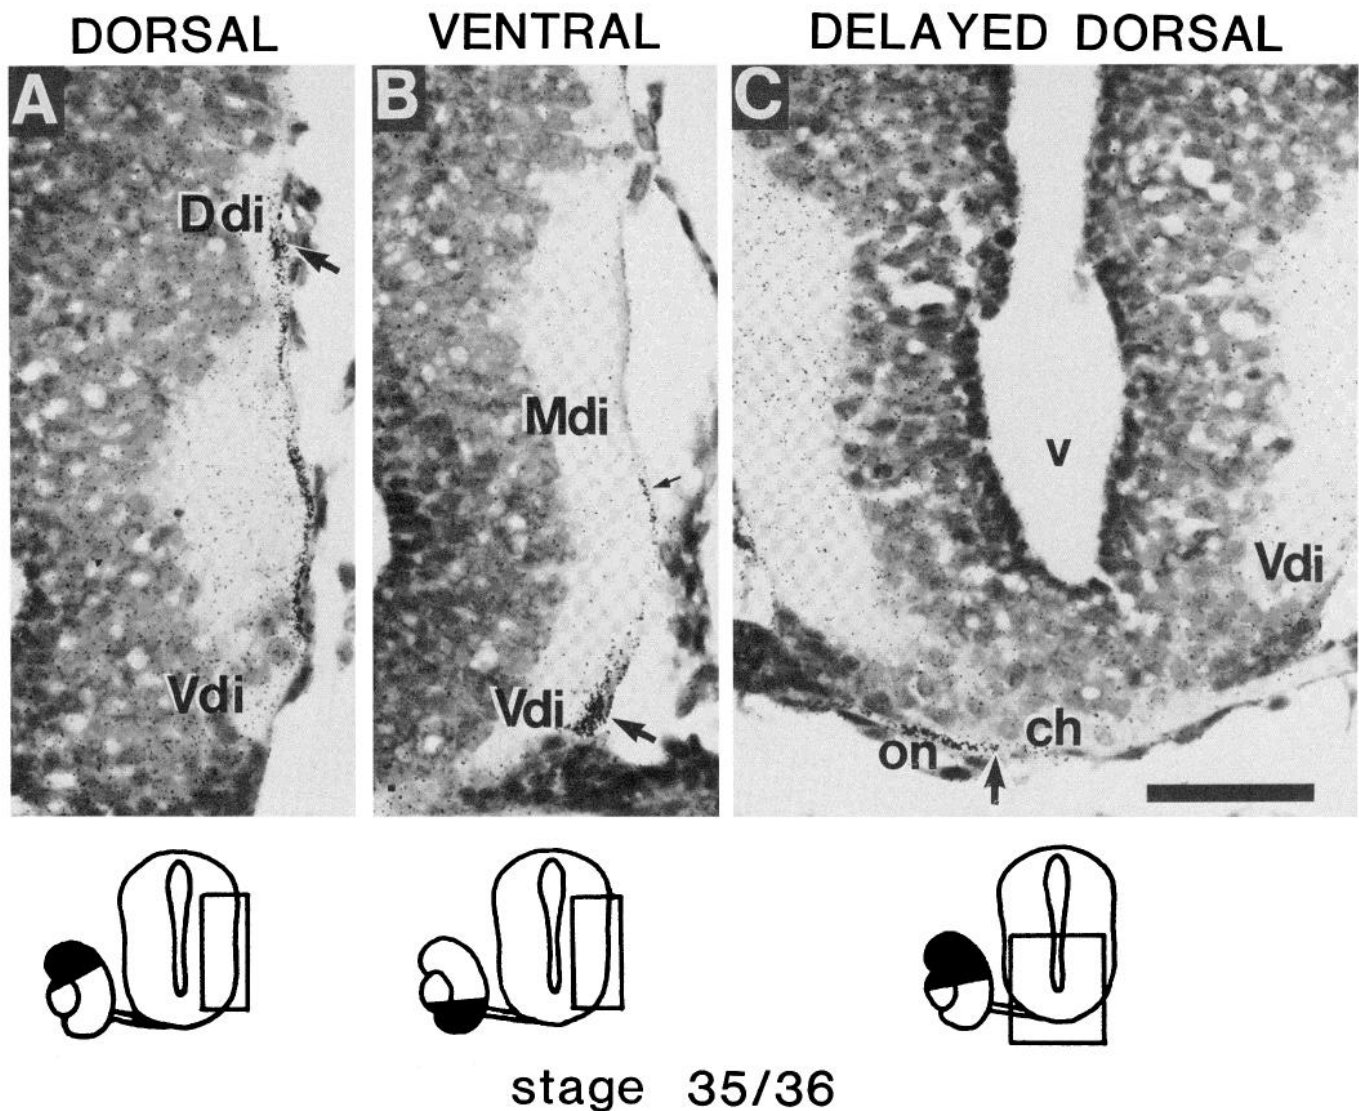 DORSAL VENTRAL DELAYED DORSAL
A B C
Ddi
Mdi
v
Vdi
Vdi Vdi
on ch
stage 35/36